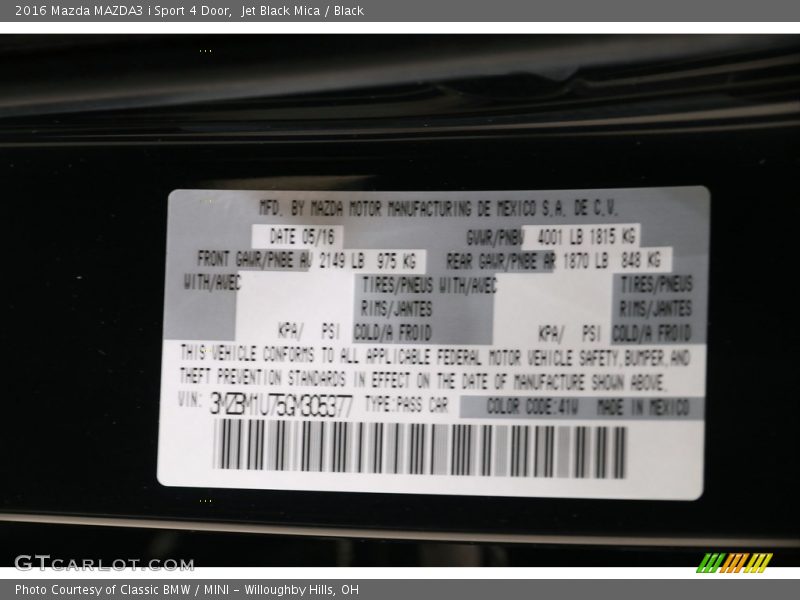 2016 Mazda MAZDA3 i Sport 4 Door, Jet Black Mica / Black
MFD. BY MAZDA MOTOR MANUFACTURING DE MEXICO S.A. DE C.V.
DATE 05/16 GVWR/PNBV 4001 LB 1815 KG
FRONT GAWR/PNBE AV 2149 LB 975 KG REAR GAWR/PNBE AR 1870 LB 848 KG
WITH/AVEC TIRES/PNEUS WITH/AVEC TIRES/PNEUS
RIMS/JANTES RIMS/JANTES
KPA/ PSI COLD/A FROID KPA/ PSI COLD/A FROID
THIS VEHICLE CONFORMS TO ALL APPLICABLE FEDERAL MOTOR VEHICLE SAFETY, BUMPER, AND
THEFT PREVENTION STANDARDS IN EFFECT ON THE DATE OF MANUFACTURE SHOWN ABOVE.
VIN: 3MZBM1U75GM305377 TYPE:PASS CAR COLOR CODE:41W MADE IN MEXICO
GTCARLOT.COM
Photo Courtesy of Classic BMW / MINI - Willoughby Hills, OH